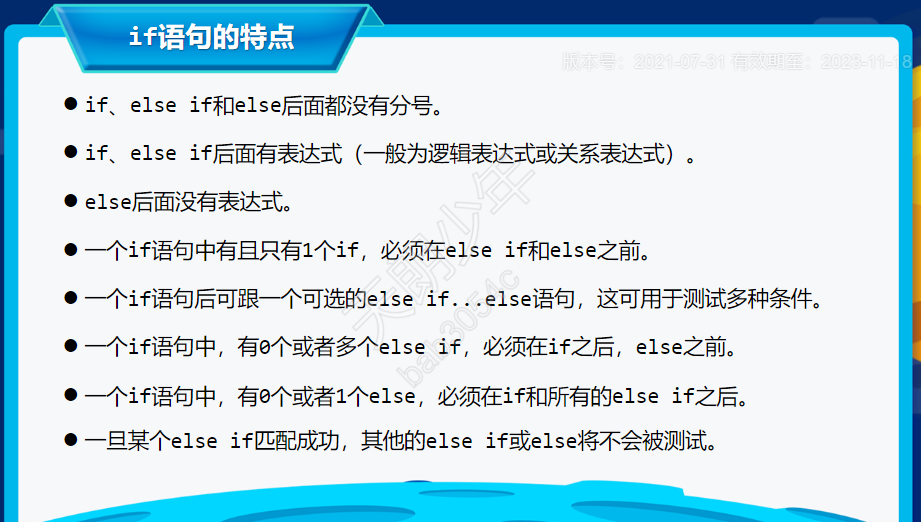 if语句的特点
版本号：2021-07-31 有效期至：2023-11-18
● if、else if和else后面都没有分号。
● if、else if后面有表达式（一般为逻辑表达式或关系表达式）。
● else后面没有表达式。
● 一个if语句中有且只有1个if，必须在else if和else之前。
● 一个if语句后可跟一个可选的else if...else语句，这可用于测试多种条件。
● 一个if语句中，有0个或者多个else if，必须在if之后，else之前。
● 一个if语句中，有0个或者1个else，必须在if和所有的else if之后。
● 一旦某个else if匹配成功，其他的else if或else将不会被测试。
天朗少年